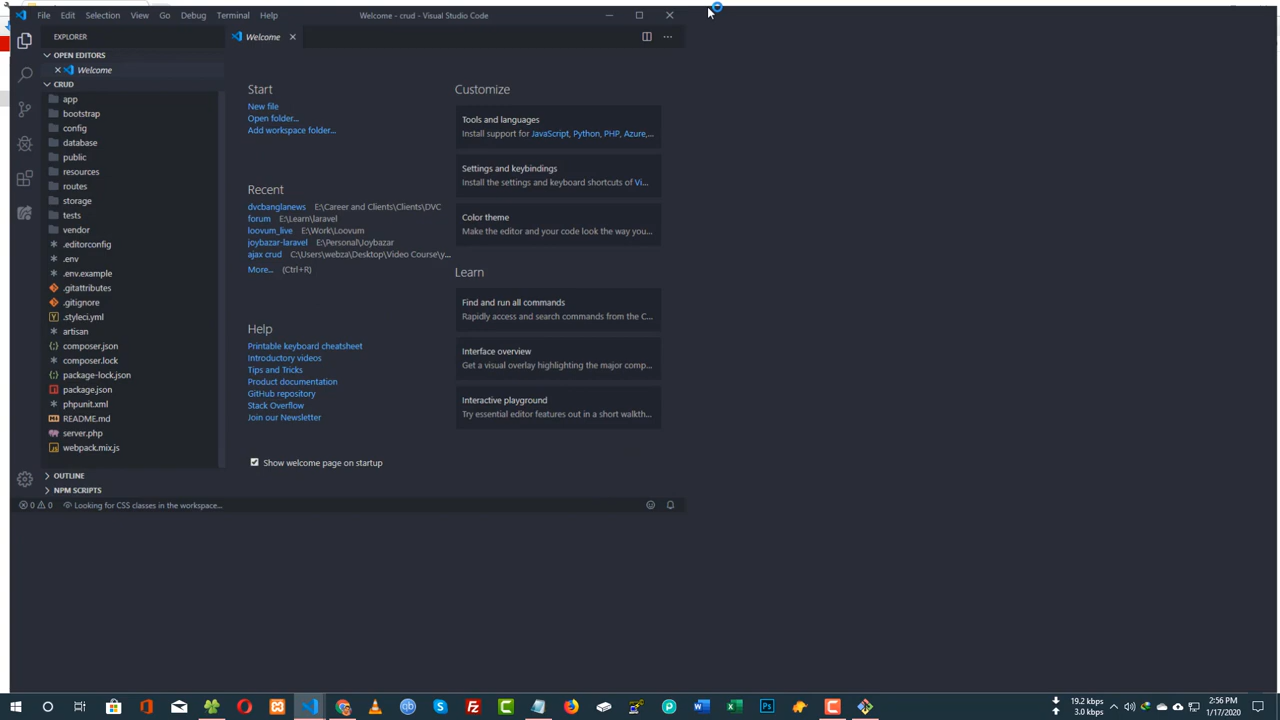 File Edit Selection View Go Debug Terminal Help
Welcome - crud - Visual Studio Code
EXPLORER
Welcome
OPEN EDITORS
Welcome
CRUD
app
bootstrap
config
database
public
resources
routes
storage
tests
vendor
.editorconfig
.env
.env.example
.gitattributes
.gitignore
.styleci.yml
artisan
composer.json
composer.lock
package-lock.json
package.json
phpunit.xml
README.md
server.php
webpack.mix.js
OUTLINE
NPM SCRIPTS
Start
New file
Open folder...
Add workspace folder...
Recent
dvcbanglanews E:\Career and Clients\Clients\DVC
forum E:\Learn\laravel
loovum_live E:\Work\Loovum
joybazar-laravel E:\Personal\Joybazar
ajax crud C:\Users\webza\Desktop\Video Course\y...
More... (Ctrl+R)
Help
Printable keyboard cheatsheet
Introductory videos
Tips and Tricks
Product documentation
GitHub repository
Stack Overflow
Join our Newsletter
Show welcome page on startup
Customize
Tools and languages
Install support for JavaScript, Python, PHP, Azure,...
Settings and keybindings
Install the settings and keyboard shortcuts of Vi...
Color theme
Make the editor and your code look the way you...
Learn
Find and run all commands
Rapidly access and search commands from the C...
Interface overview
Get a visual overlay highlighting the major comp...
Interactive playground
Try essential editor features out in a short walkth...
0 0 Looking for CSS classes in the workspace...
19.2 kbps
3.0 kbps
2:56 PM
1/17/2020